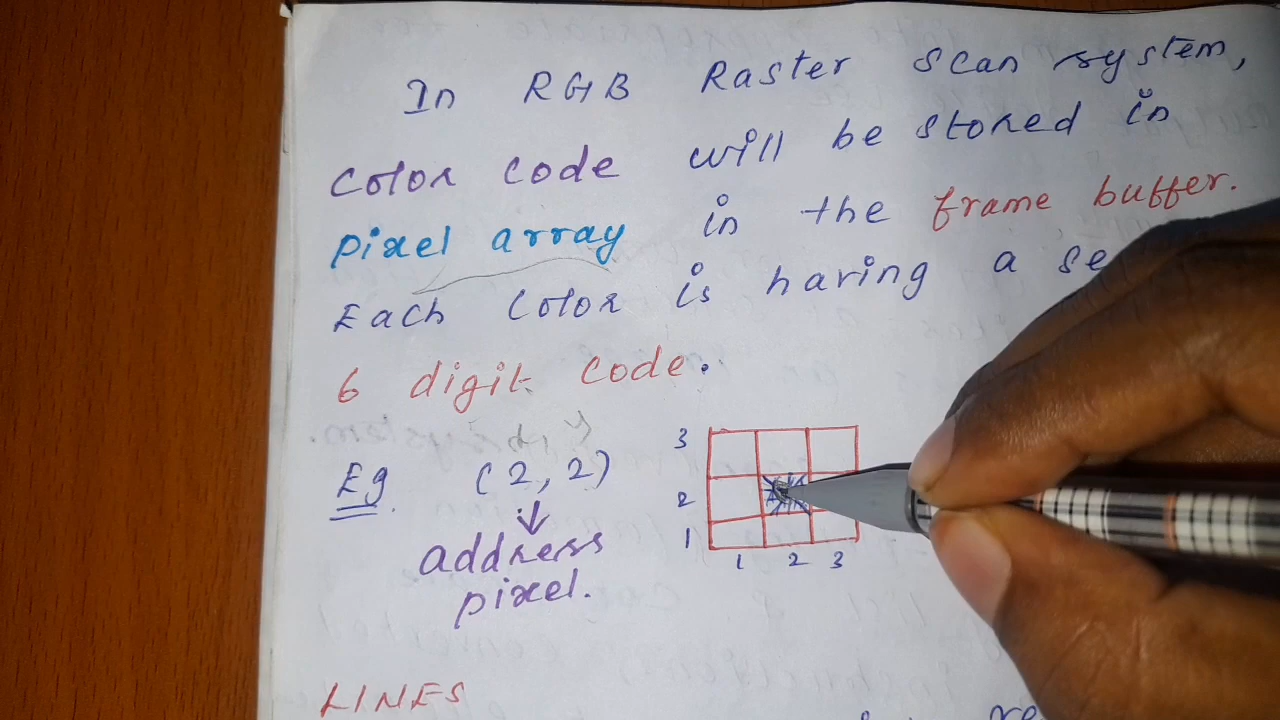 In RGB Raster scan system,
color code will be stored in
pixel array in the frame buffer.
Each color is having a se
6 digit code.
Eg (2,2)
address
pixel.
3
2
1
1 2 3
LINES